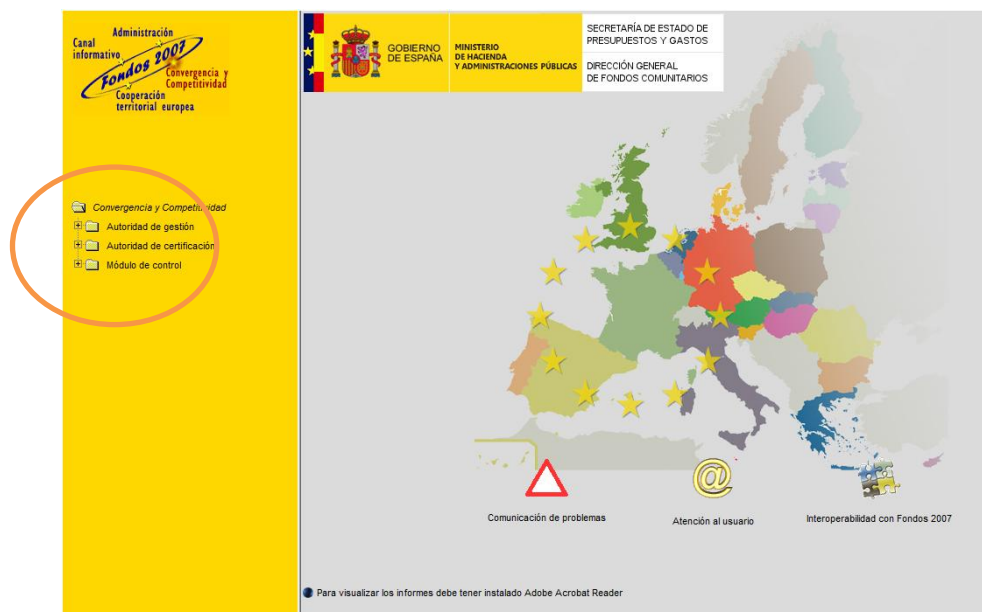 Administración
Canal
informativo
Fondos 2007
Convergencia y
Competitividad
Cooperación
territorial europea
GOBIERNO
DE ESPAÑA
MINISTERIO
DE HACIENDA
Y ADMINISTRACIONES PÚBLICAS
SECRETARÍA DE ESTADO DE
PRESUPUESTOS Y GASTOS
DIRECCIÓN GENERAL
DE FONDOS COMUNITARIOS
Convergencia y Competitividad
Autoridad de gestión
Autoridad de certificación
Módulo de control
@
Comunicación de problemas
Atención al usuario
Interoperabilidad con Fondos 2007
Para visualizar los informes debe tener instalado Adobe Acrobat Reader